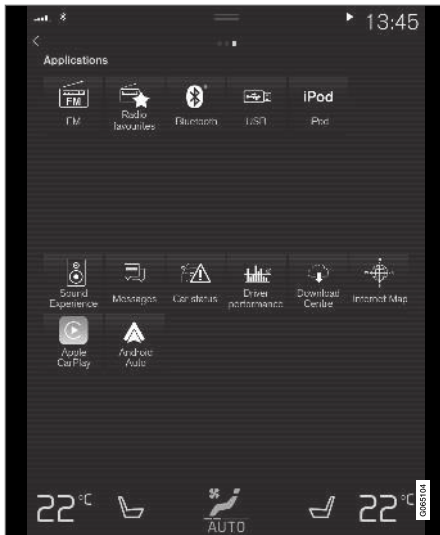 13:45
Applications
FM
FM
Radio
favourites
Bluetooth
USB
iPod
iPod
Sound
Experience
Messages
Car status
Driver
performance
Download
Centre
Internet Map
Apple
CarPlay
Android
Auto
22°C
AUTO
22°C
G065104